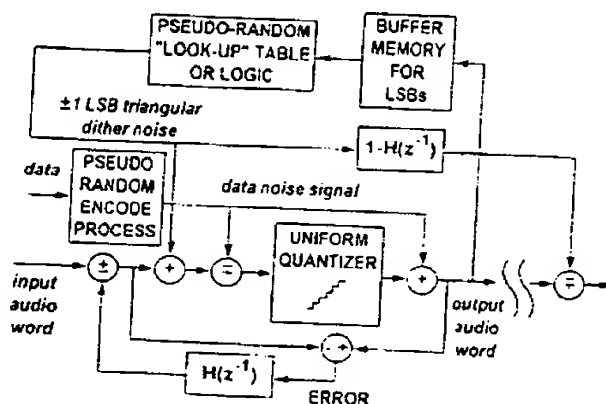 PSEUDO-RANDOM
"LOOK-UP" TABLE
OR LOGIC
BUFFER
MEMORY
FOR
LSBs
±1 LSB triangular
dither noise
1-H(z⁻¹)
data
PSEUDO
RANDOM
ENCODE
PROCESS
data noise signal
UNIFORM
QUANTIZER
input
audio
word
±
+
∓
+
output
audio
word
∓
- +
H(z⁻¹)
ERROR